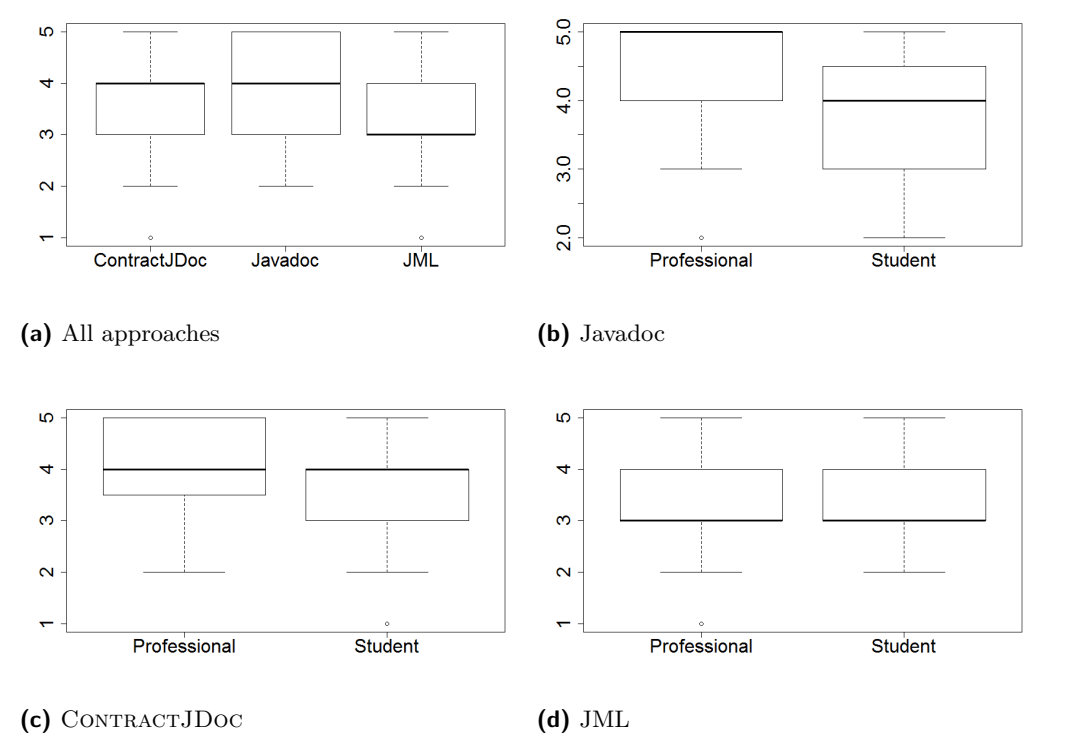 5
4
3
2
1
ContractJDoc Javadoc JML
(a) All approaches
5.0
4.0
3.0
2.0
Professional Student
(b) Javadoc
5
4
3
2
1
Professional Student
(c) CONTRACTJDOC
5
4
3
2
1
Professional Student
(d) JML